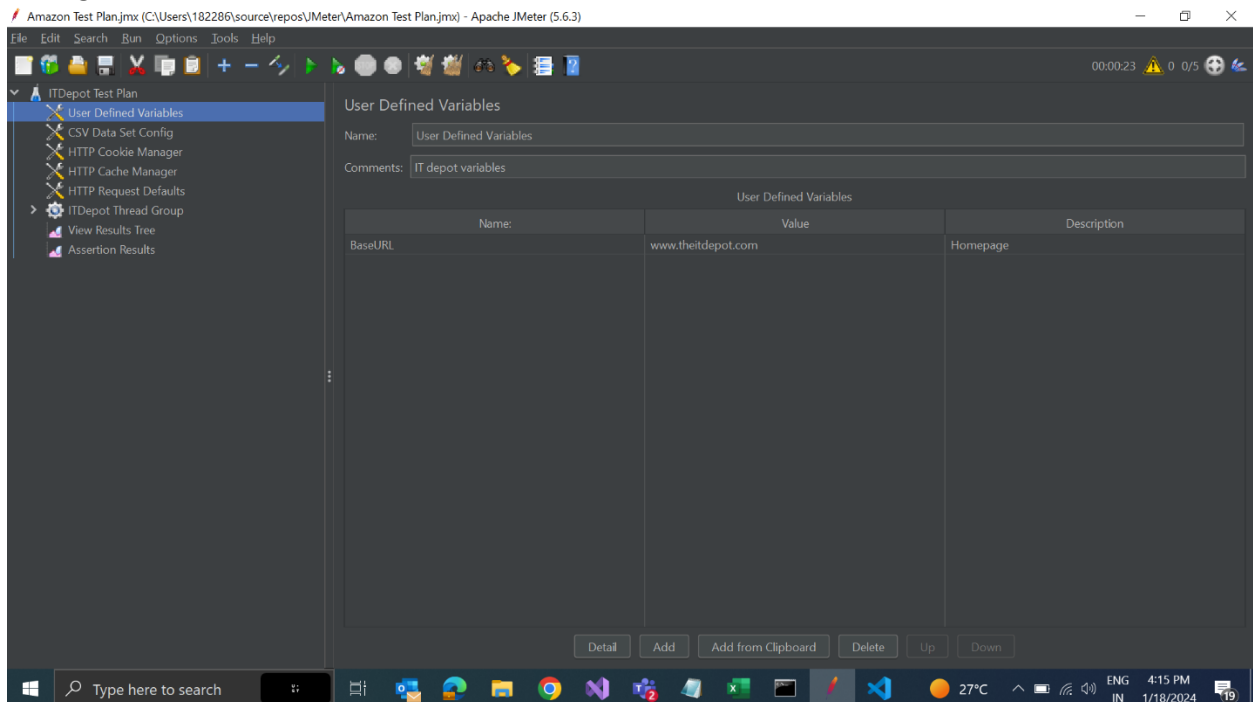 Amazon Test Plan.jmx (C:\Users\182286\source\repos\JMeter\Amazon Test Plan.jmx) - Apache JMeter (5.6.3)
File Edit Search Run Options Tools Help
00:00:23 0 0/5
ITDepot Test Plan
User Defined Variables
CSV Data Set Config
HTTP Cookie Manager
HTTP Cache Manager
HTTP Request Defaults
ITDepot Thread Group
View Results Tree
Assertion Results
User Defined Variables
Name: User Defined Variables
Comments: IT depot variables
User Defined Variables
Name: Value Description
BaseURL www.theitdepot.com Homepage
Detail Add Add from Clipboard Delete Up Down
Type here to search
27°C ENG 4:15 PM
IN 1/18/2024 19